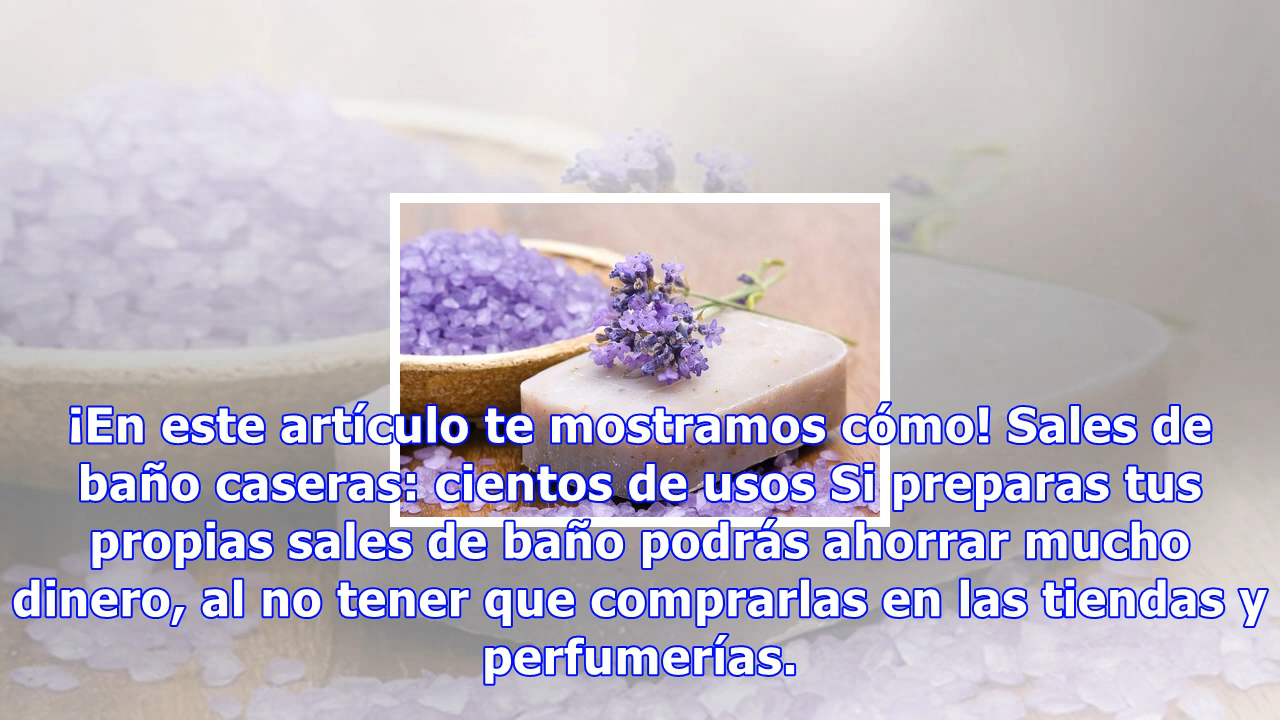 ¡En este artículo te mostramos cómo! Sales de
baño caseras: cientos de usos Si preparas tus
propias sales de baño podrás ahorrar mucho
dinero, al no tener que comprarlas en las tiendas y
perfumerías.